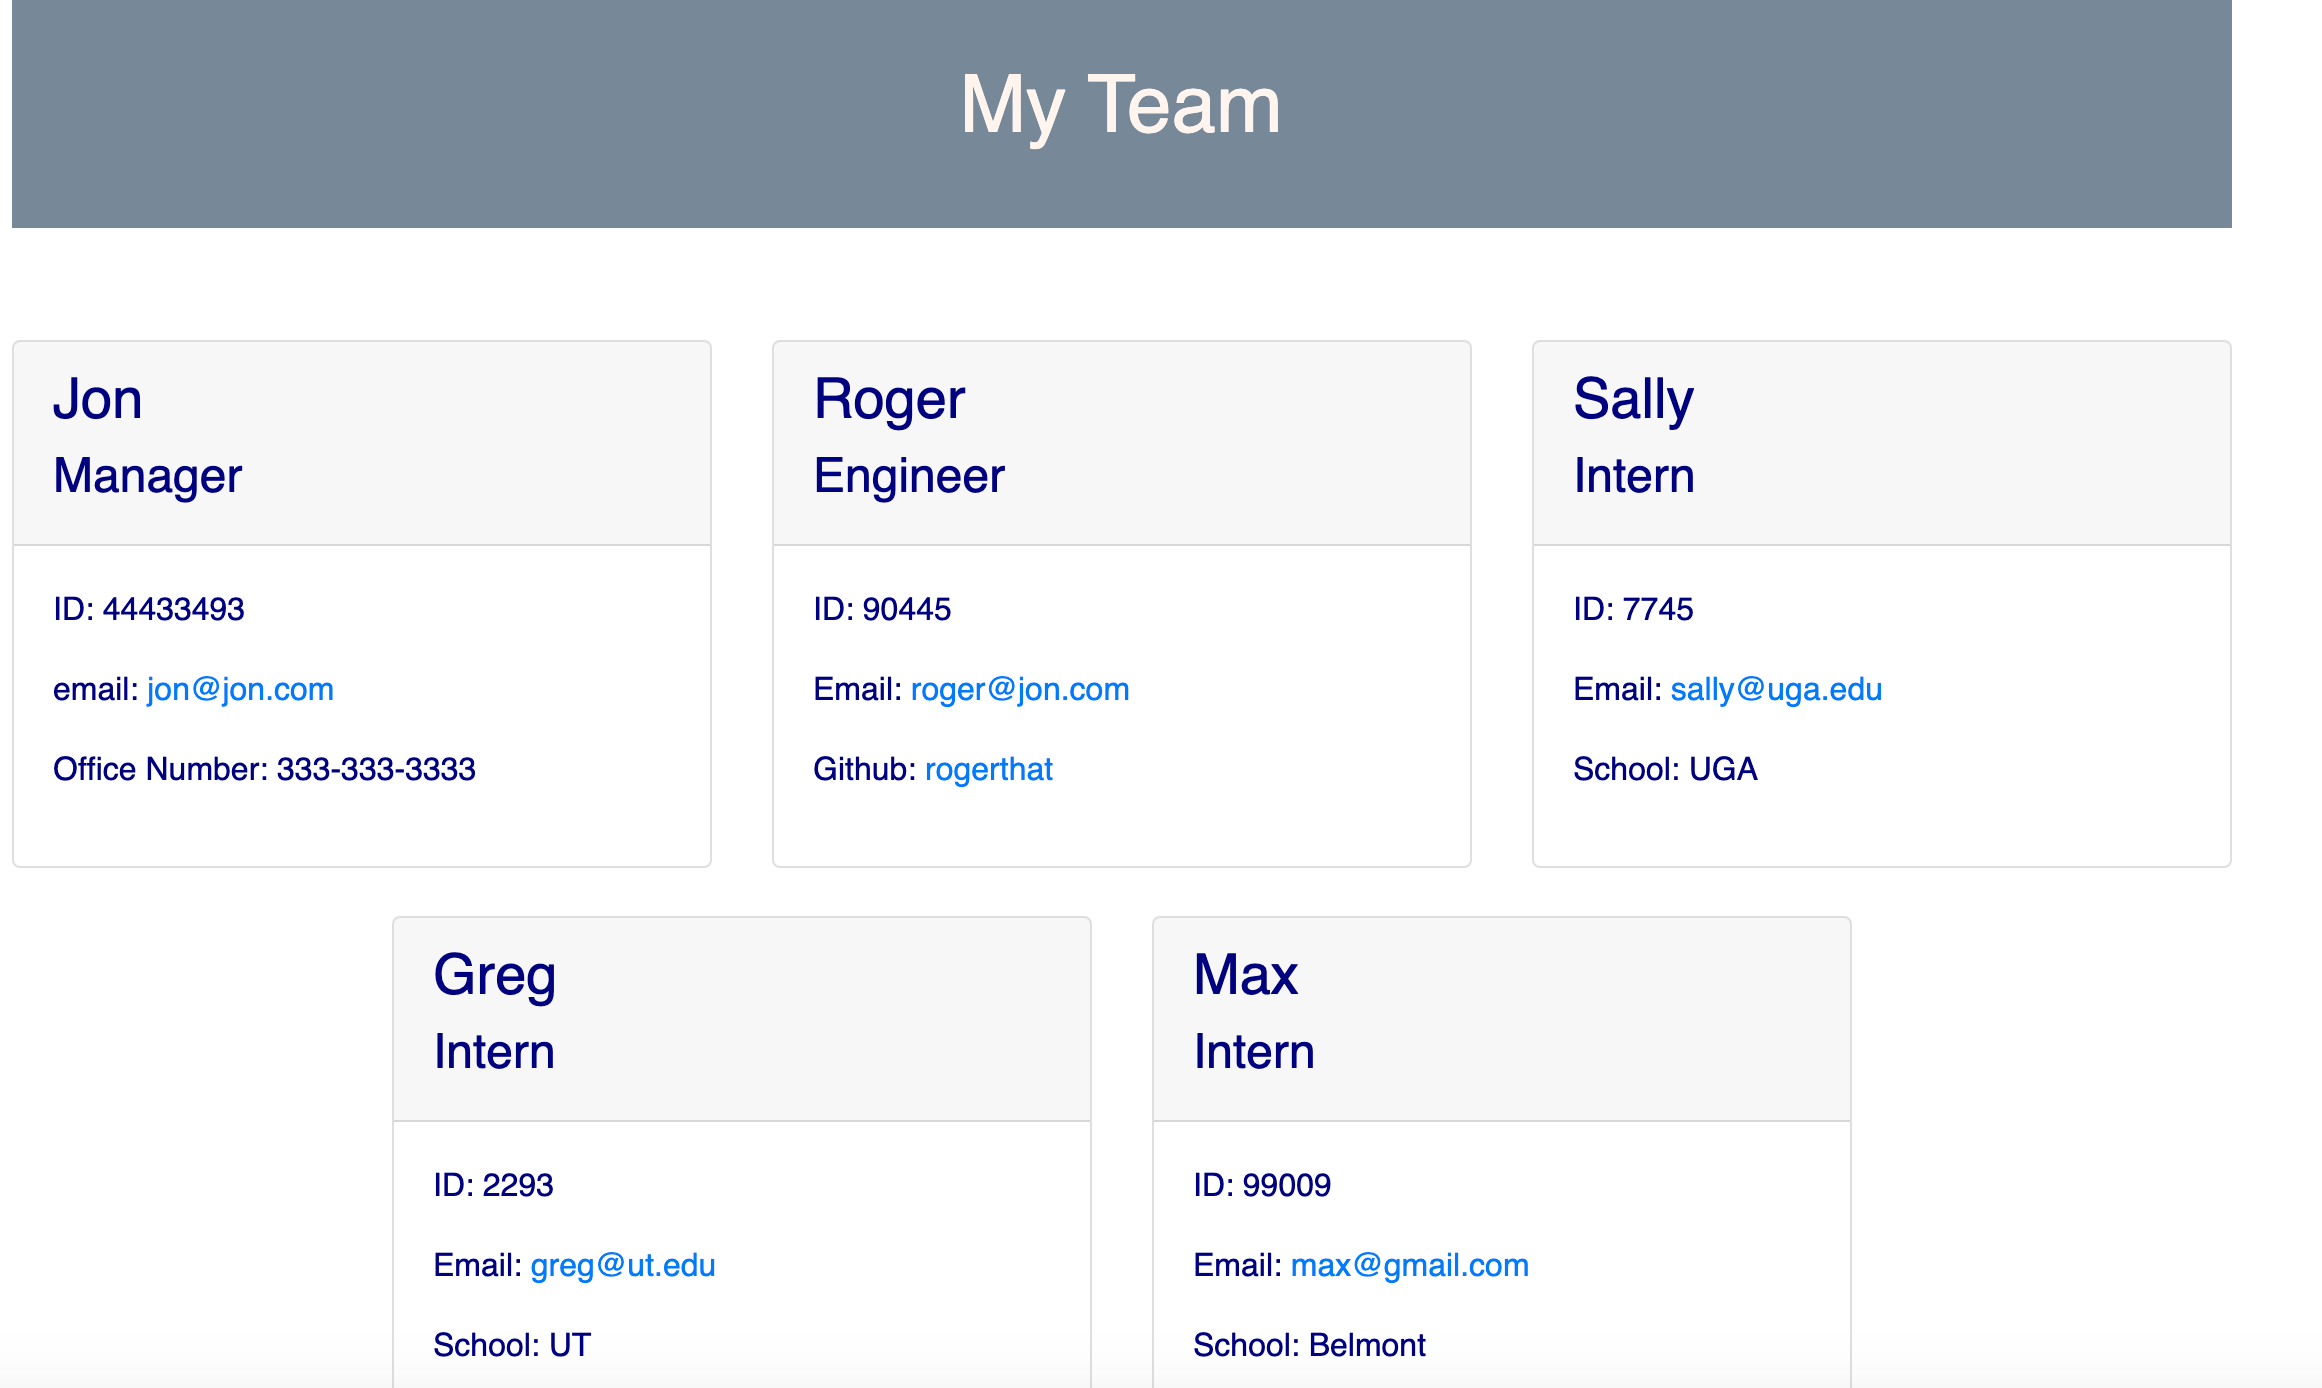 My Team
Jon
Manager
ID: 44433493
email: jon@jon.com
Office Number: 333-333-3333
Roger
Engineer
ID: 90445
Email: roger@jon.com
Github: rogerthat
Sally
Intern
ID: 7745
Email: sally@uga.edu
School: UGA
Greg
Intern
ID: 2293
Email: greg@ut.edu
School: UT
Max
Intern
ID: 99009
Email: max@gmail.com
School: Belmont